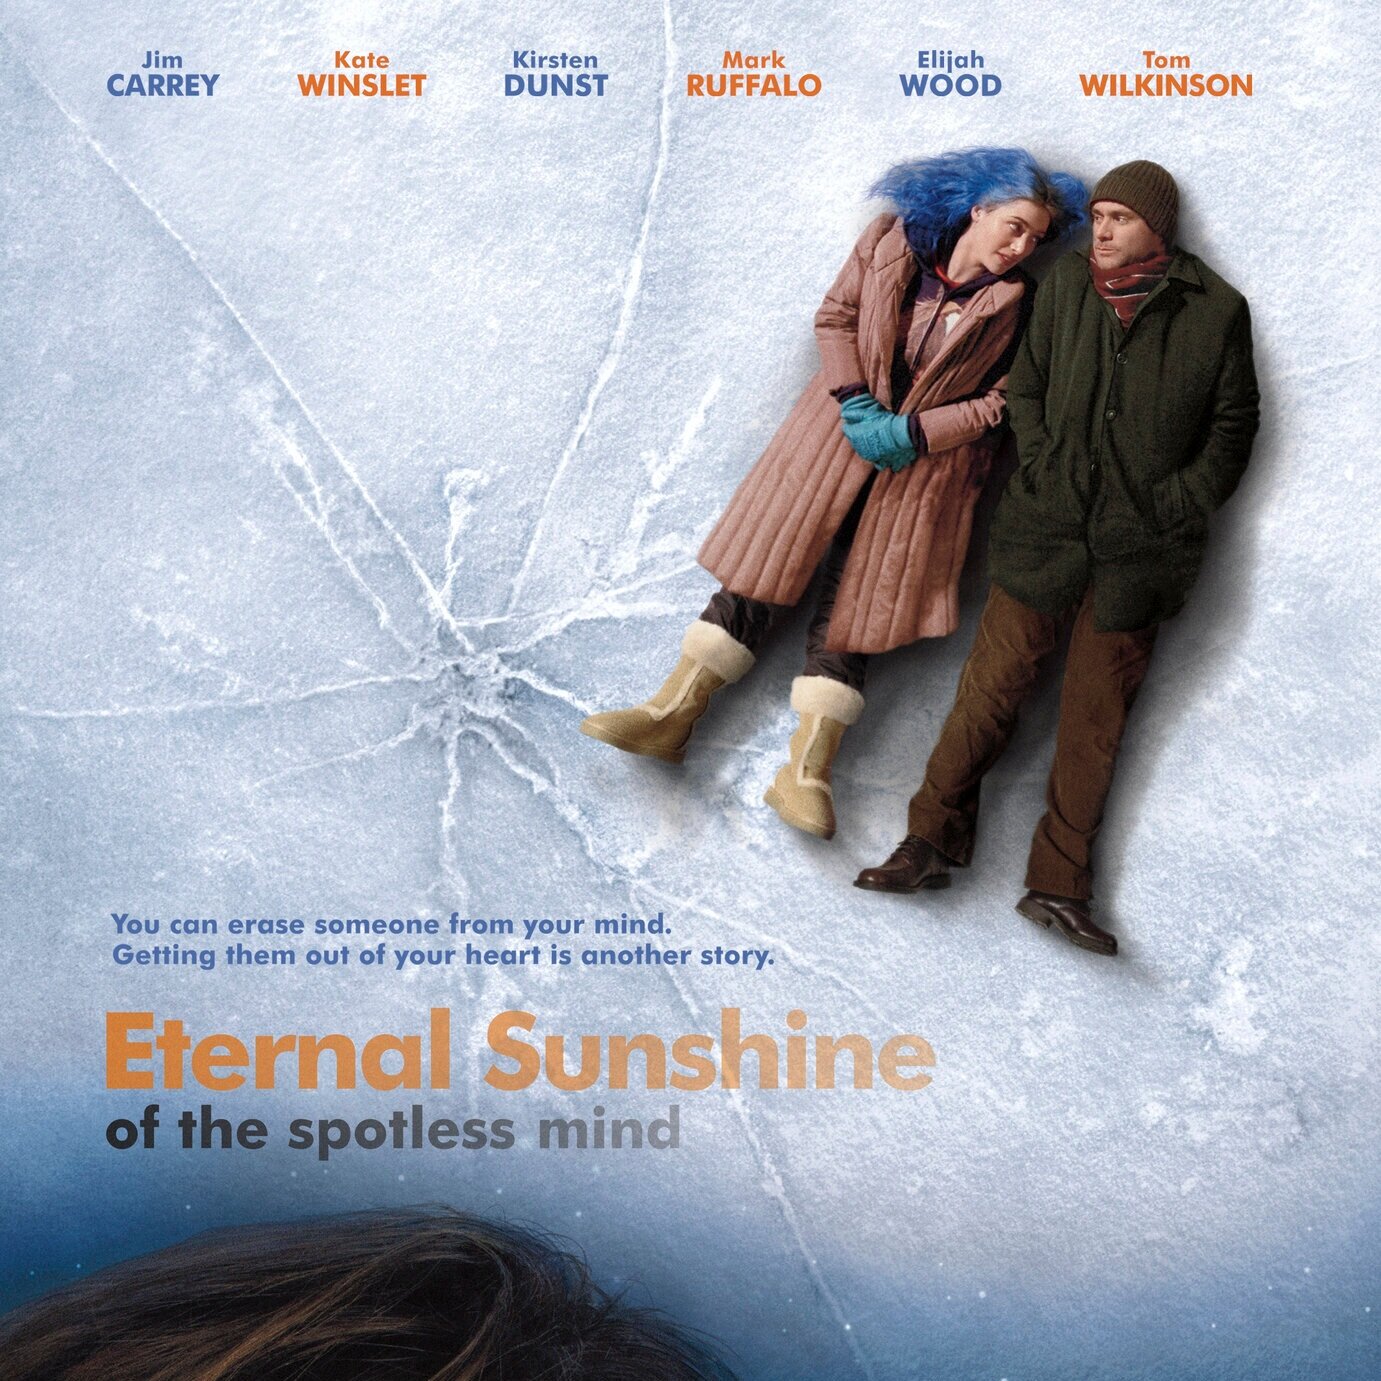 Jim Kate Kirsten Mark Elijah Tom
CARREY WINSLET DUNST RUFFALO WOOD WILKINSON
You can erase someone from your mind.
Getting them out of your heart is another story.
Eternal Sunshine
of the spotless mind